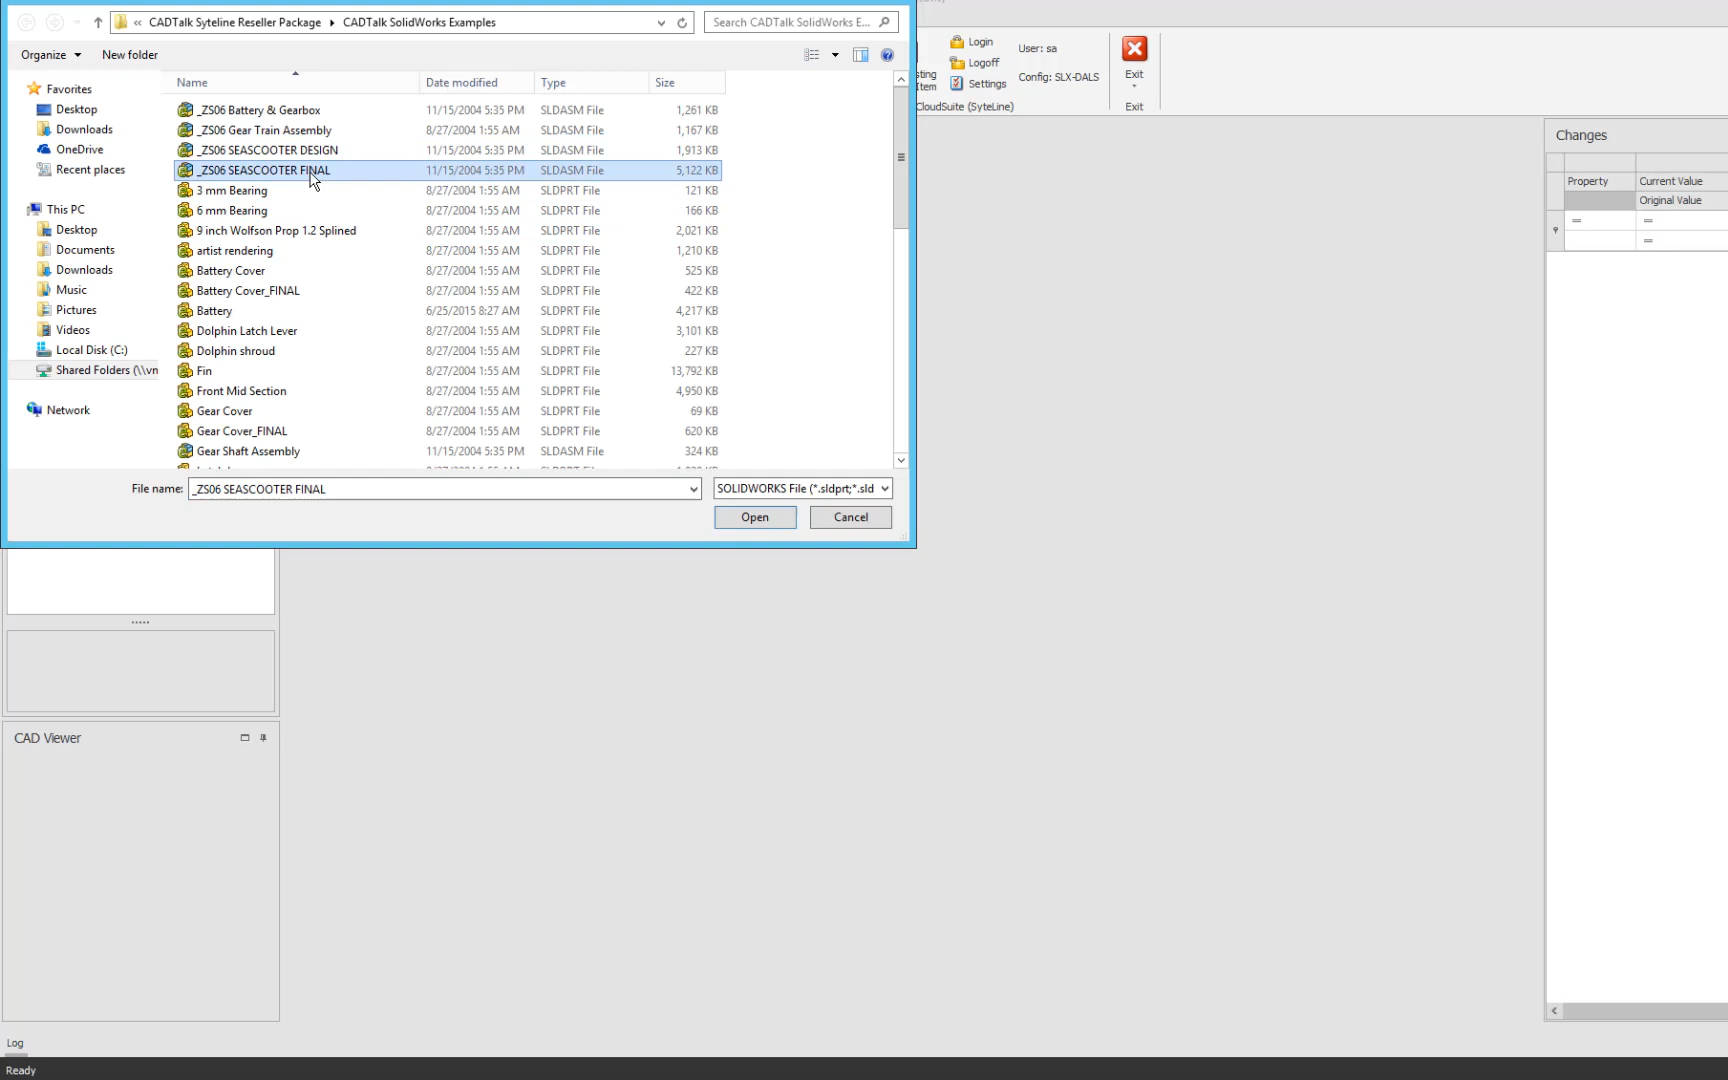 « CADTalk Syteline Reseller Package ▸ CADTalk SolidWorks Examples
Search CADTalk SolidWorks E...
Organize
New folder
Name Date modified Type Size
Favorites
Desktop
Downloads
OneDrive
Recent places
This PC
Desktop
Documents
Downloads
Music
Pictures
Videos
Local Disk (C:)
Shared Folders (\\vn
Network
_ZS06 Battery & Gearbox 11/15/2004 5:35 PM SLDASM File 1,261 KB
_ZS06 Gear Train Assembly 8/27/2004 1:55 AM SLDASM File 1,167 KB
_ZS06 SEASCOOTER DESIGN 11/15/2004 5:35 PM SLDASM File 1,913 KB
_ZS06 SEASCOOTER FINAL 11/15/2004 5:35 PM SLDASM File 5,122 KB
3 mm Bearing 8/27/2004 1:55 AM SLDPRT File 121 KB
6 mm Bearing 8/27/2004 1:55 AM SLDPRT File 166 KB
9 inch Wolfson Prop 1.2 Splined 8/27/2004 1:55 AM SLDPRT File 2,021 KB
artist rendering 8/27/2004 1:55 AM SLDPRT File 1,210 KB
Battery Cover 8/27/2004 1:55 AM SLDPRT File 525 KB
Battery Cover_FINAL 8/27/2004 1:55 AM SLDPRT File 422 KB
Battery 6/25/2015 8:27 AM SLDPRT File 4,217 KB
Dolphin Latch Lever 8/27/2004 1:55 AM SLDPRT File 3,101 KB
Dolphin shroud 8/27/2004 1:55 AM SLDPRT File 227 KB
Fin 8/27/2004 1:55 AM SLDPRT File 13,792 KB
Front Mid Section 8/27/2004 1:55 AM SLDPRT File 4,950 KB
Gear Cover 8/27/2004 1:55 AM SLDPRT File 69 KB
Gear Cover_FINAL 8/27/2004 1:55 AM SLDPRT File 620 KB
Gear Shaft Assembly 11/15/2004 5:35 PM SLDASM File 324 KB
File name: _ZS06 SEASCOOTER FINAL
SOLIDWORKS File (*.sldprt;*.sld
Open
Cancel
sting
Item
Login
Logoff
Settings
User: sa
Config: SLX-DALS
CloudSuite (SyteLine)
Exit
Exit
Changes
Property Current Value
Original Value
= =
=
CAD Viewer
Log
Ready